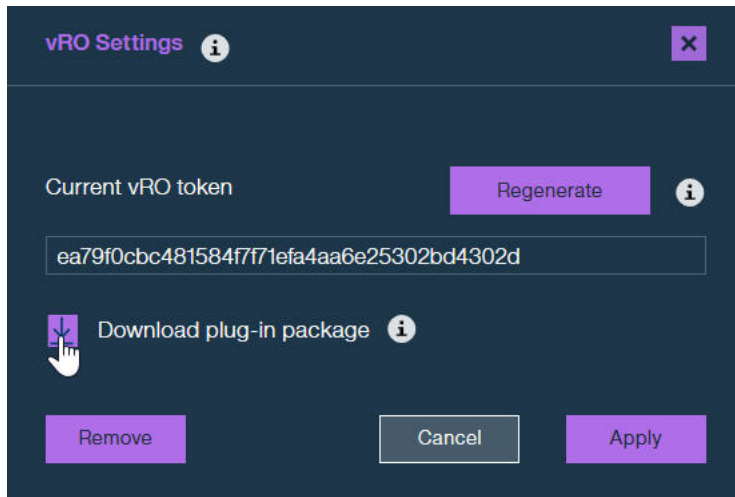 vRO Settings
Current vRO token
Regenerate
ea79f0cbc481584f7f71efa4aa6e25302bd4302d
Download plug-in package
Remove
Cancel
Apply